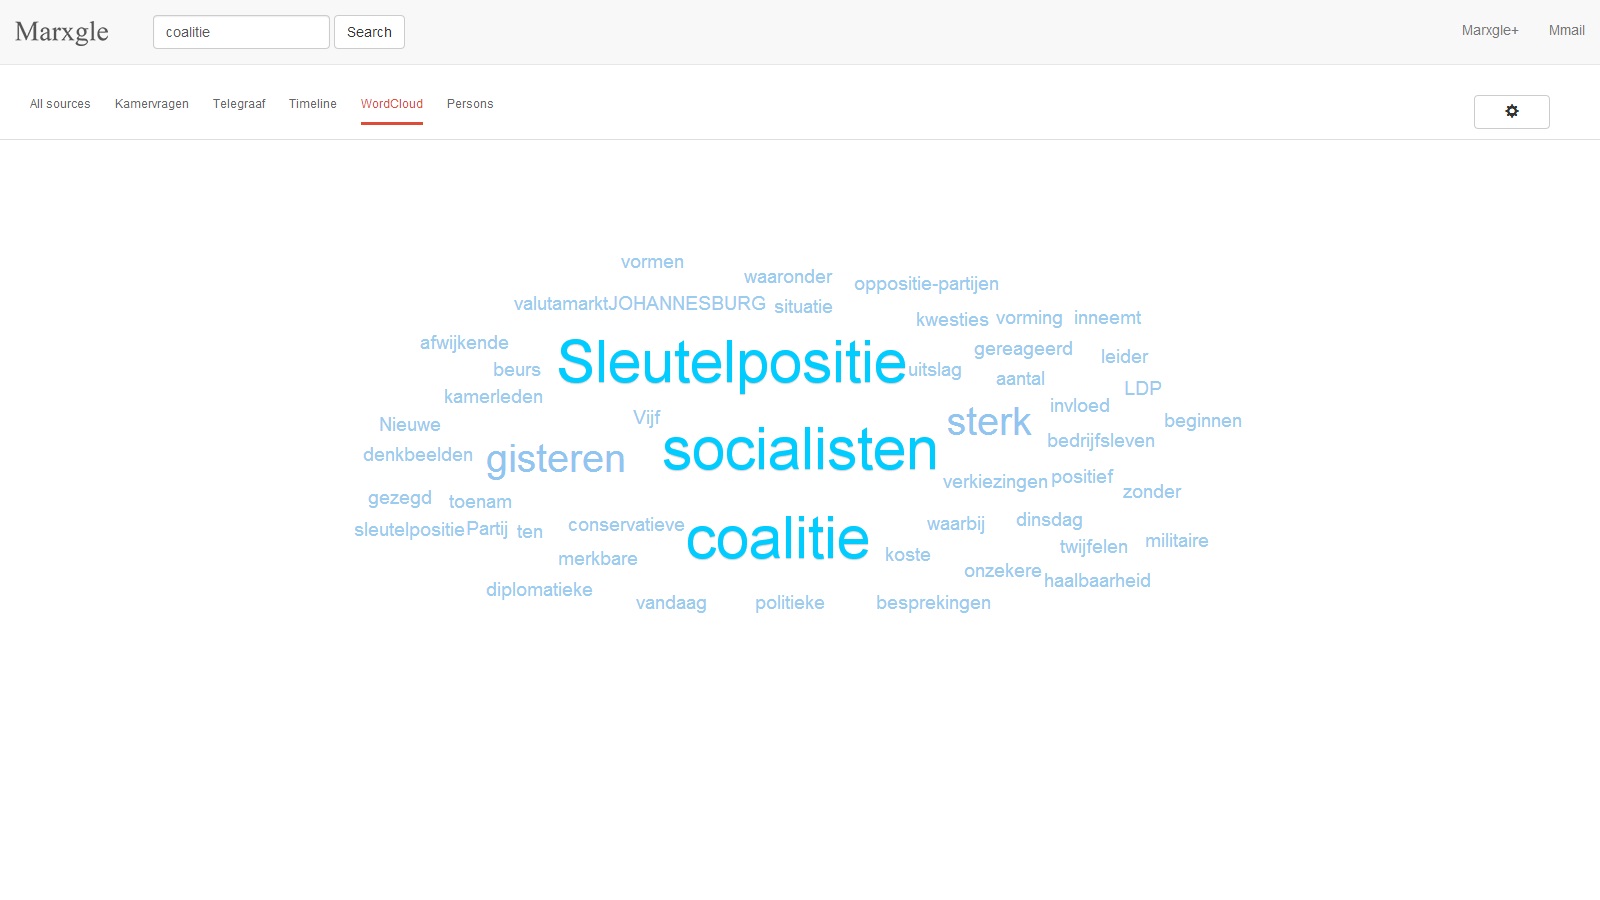 Marxgle
coalitie
Search
Marxgle+
Mmail
All sources
Kamervragen
Telegraaf
Timeline
WordCloud
Persons
vormen
waaronder
oppositie-partijen
valutamarktJOHANNESBURG
situatie
kwesties
vorming
inneemt
afwijkende
beurs
Sleutelpositie
uitslag
gereageerd
leider
aantal
LDP
kamerleden
Nieuwe
Vijf
sterk
invloed
beginnen
denkbeelden
gisteren
socialisten
bedrijfsleven
verkiezingen
positief
zonder
gezegd
toenam
sleutelpositie
Partij
ten
conservatieve
coalitie
waarbij
dinsdag
merkbare
koste
twijfelen
militaire
diplomatieke
onzekere
haalbaarheid
vandaag
politieke
besprekingen